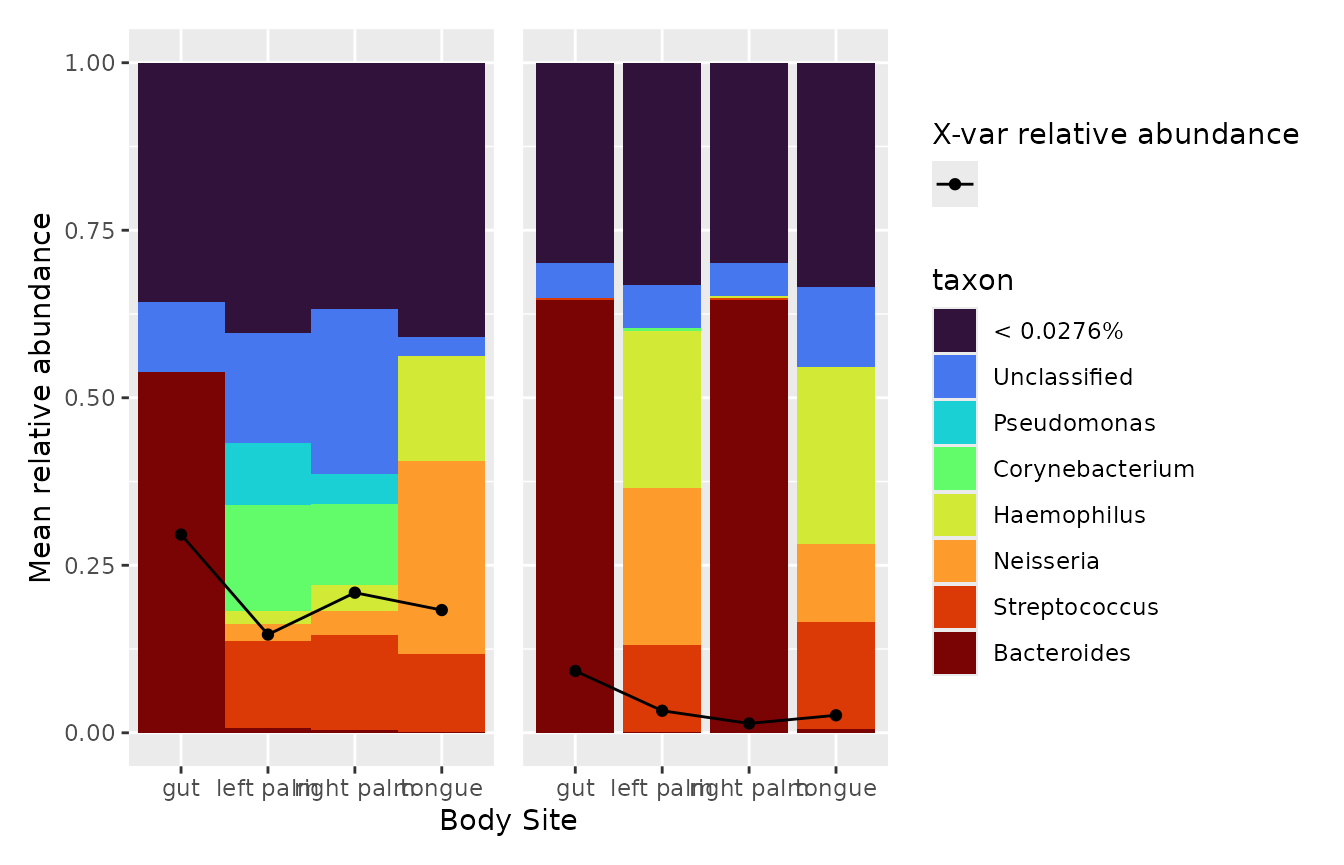 1.00
0.75
0.50
0.25
0.00
Mean relative abundance
gut left palm right palm tongue
gut left palm right palm tongue
Body Site
X-var relative abundance
taxon
< 0.0276%
Unclassified
Pseudomonas
Corynebacterium
Haemophilus
Neisseria
Streptococcus
Bacteroides